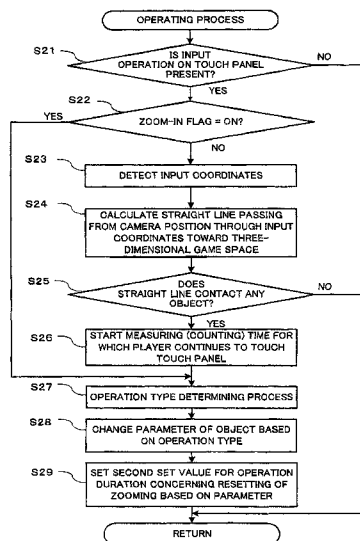 OPERATING PROCESS
S21
IS INPUT
OPERATION ON TOUCH PANEL
PRESENT?
NO
YES
S22
YES
ZOOM-IN FLAG = ON?
NO
S23
DETECT INPUT COORDINATES
S24
CALCULATE STRAIGHT LINE PASSING
FROM CAMERA POSITION THROUGH INPUT
COORDINATES TOWARD THREE-
DIMENSIONAL GAME SPACE
S25
DOES
STRAIGHT LINE CONTACT ANY
OBJECT?
NO
YES
S26
START MEASURING (COUNTING) TIME FOR
WHICH PLAYER CONTINUES TO TOUCH
TOUCH PANEL
S27
OPERATION TYPE DETERMINING PROCESS
S28
CHANGE PARAMETER OF OBJECT BASED
ON OPERATION TYPE
S29
SET SECOND SET VALUE FOR OPERATION
DURATION CONCERNING RESETTING OF
ZOOMING BASED ON PARAMETER
RETURN